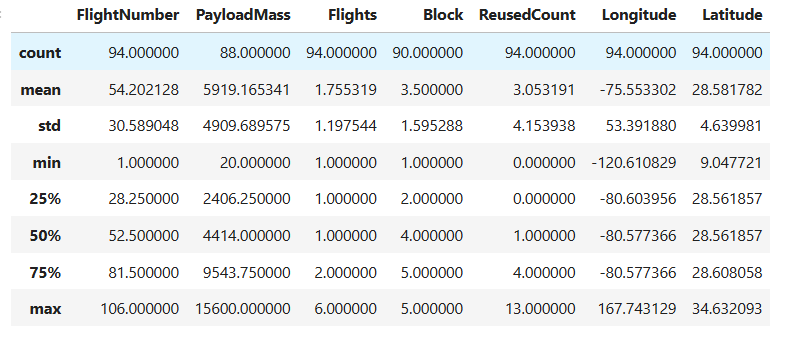 FlightNumber PayloadMass Flights Block ReusedCount Longitude Latitude
count 94.000000 88.000000 94.000000 90.000000 94.000000 94.000000 94.000000
mean 54.202128 5919.165341 1.755319 3.500000 3.053191 -75.553302 28.581782
std 30.589048 4909.689575 1.197544 1.595288 4.153938 53.391880 4.639981
min 1.000000 20.000000 1.000000 1.000000 0.000000 -120.610829 9.047721
25% 28.250000 2406.250000 1.000000 2.000000 0.000000 -80.603956 28.561857
50% 52.500000 4414.000000 1.000000 4.000000 1.000000 -80.577366 28.561857
75% 81.500000 9543.750000 2.000000 5.000000 4.000000 -80.577366 28.608058
max 106.000000 15600.000000 6.000000 5.000000 13.000000 167.743129 34.632093